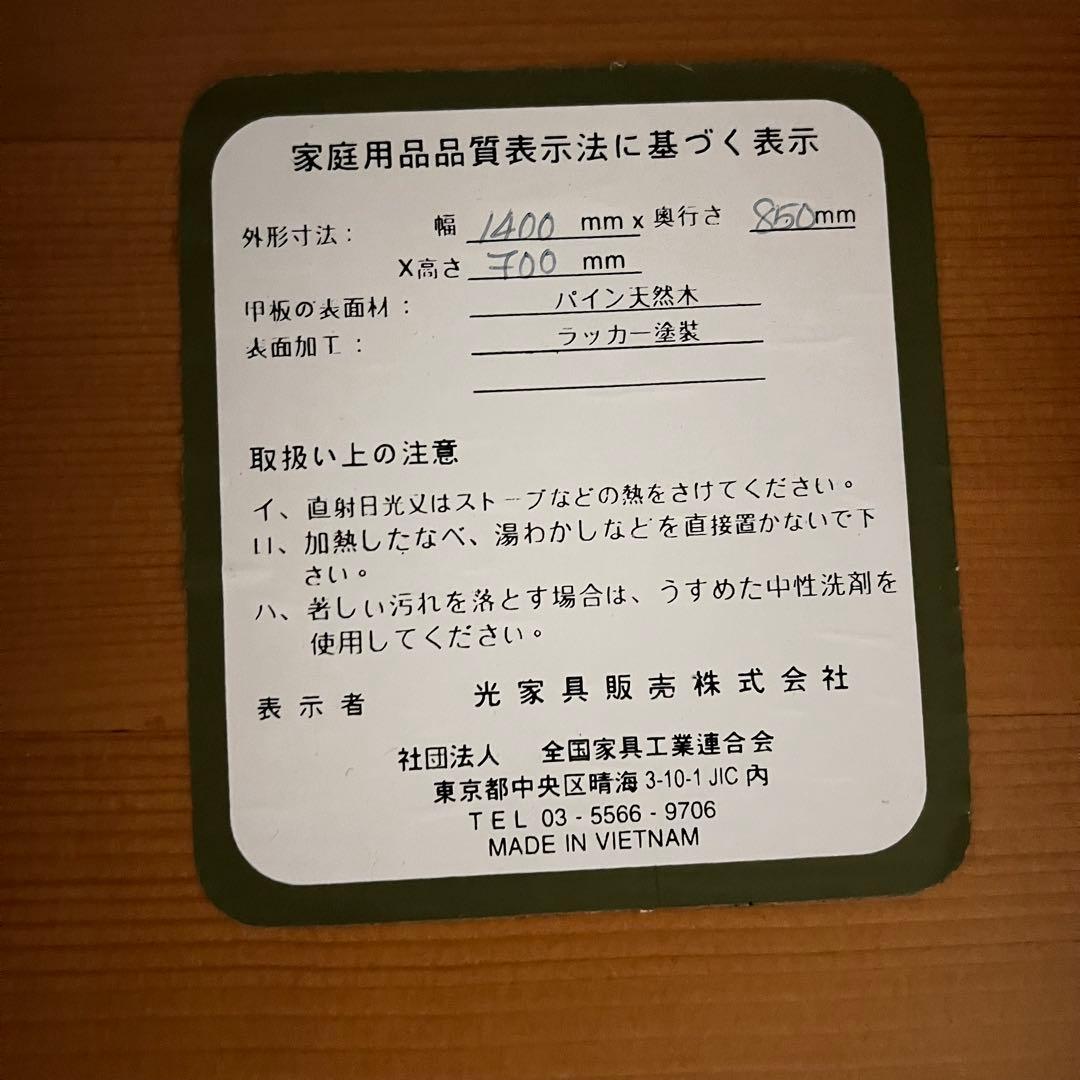 家庭用品品質表示法に基づく表示
外形寸法： 幅 1400 mm x 奥行さ 850mm
X高さ 700 mm
甲板の表面材： パイン天然木
表面加工： ラッカー塗装
取扱い上の注意
イ、直射日光又はストーブなどの熱をさけてください。
ロ、加熱したなべ、湯わかしなどを直接置かないで下
さい。
ハ、著しい汚れを落とす場合は、うすめた中性洗剤を
使用してください。
表示者 光家具販売株式会社
社団法人 全国家具工業連合会
東京都中央区晴海 3-10-1 JIC 内
TEL 03 - 5566 - 9706
MADE IN VIETNAM